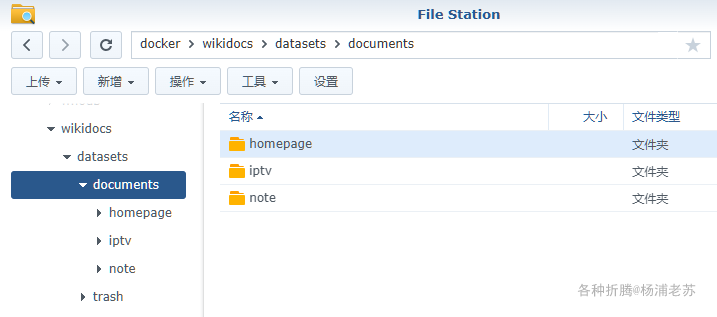 File Station
docker > wikidocs > datasets > documents
上传 新增 操作 工具 设置
wikidocs
datasets
documents
homepage
iptv
note
trash
名称 大小 文件类型
homepage 文件夹
iptv 文件夹
note 文件夹
各种折腾@杨浦老苏